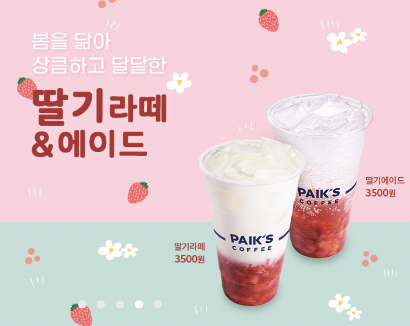 봄을 닮아
상큼하고 달달한
딸기라떼
&에이드
딸기에이드
3500원
PAIK'S
COFFEE
PAIK'S
COFFEE
딸기라떼
3500원